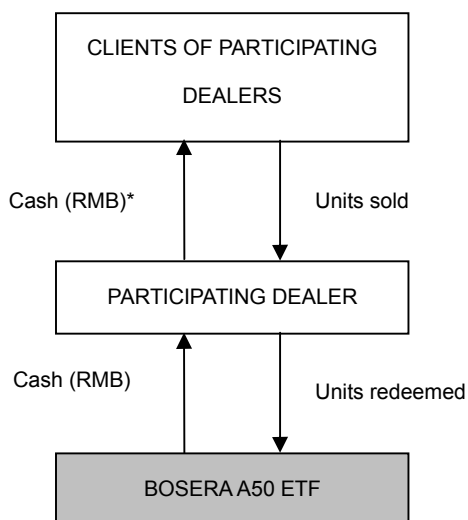 CLIENTS OF PARTICIPATING
DEALERS
Cash (RMB)*
Units sold
PARTICIPATING DEALER
Cash (RMB)
Units redeemed
BOSERA A50 ETF